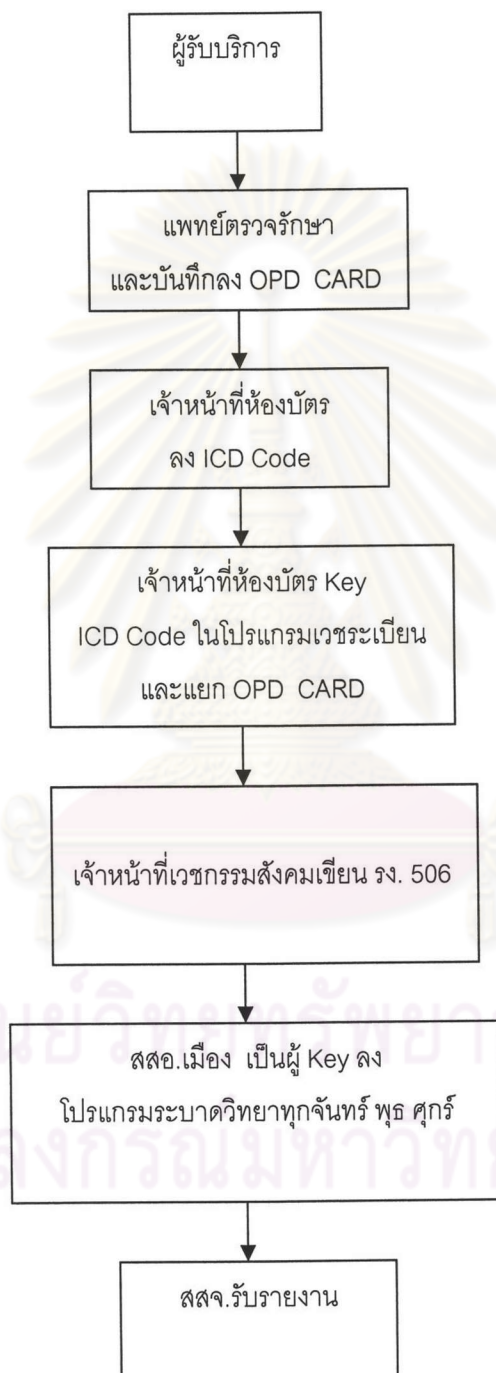 ผู้รับบริการ
แพทย์ตรวจรักษา
และบันทึกลง OPD CARD
เจ้าหน้าที่ห้องบัตร
ลง ICD Code
เจ้าหน้าที่ห้องบัตร Key
ICD Code ในโปรแกรมเวชระเบียน
และแยก OPD CARD
เจ้าหน้าที่เวชกรรมสังคมเขียน รง. 506
สสอ.เมือง เป็นผู้ Key ลง
โปรแกรมระบาดวิทยาทุกจันทร์ พุธ ศุกร์
สสจ.รับรายงาน